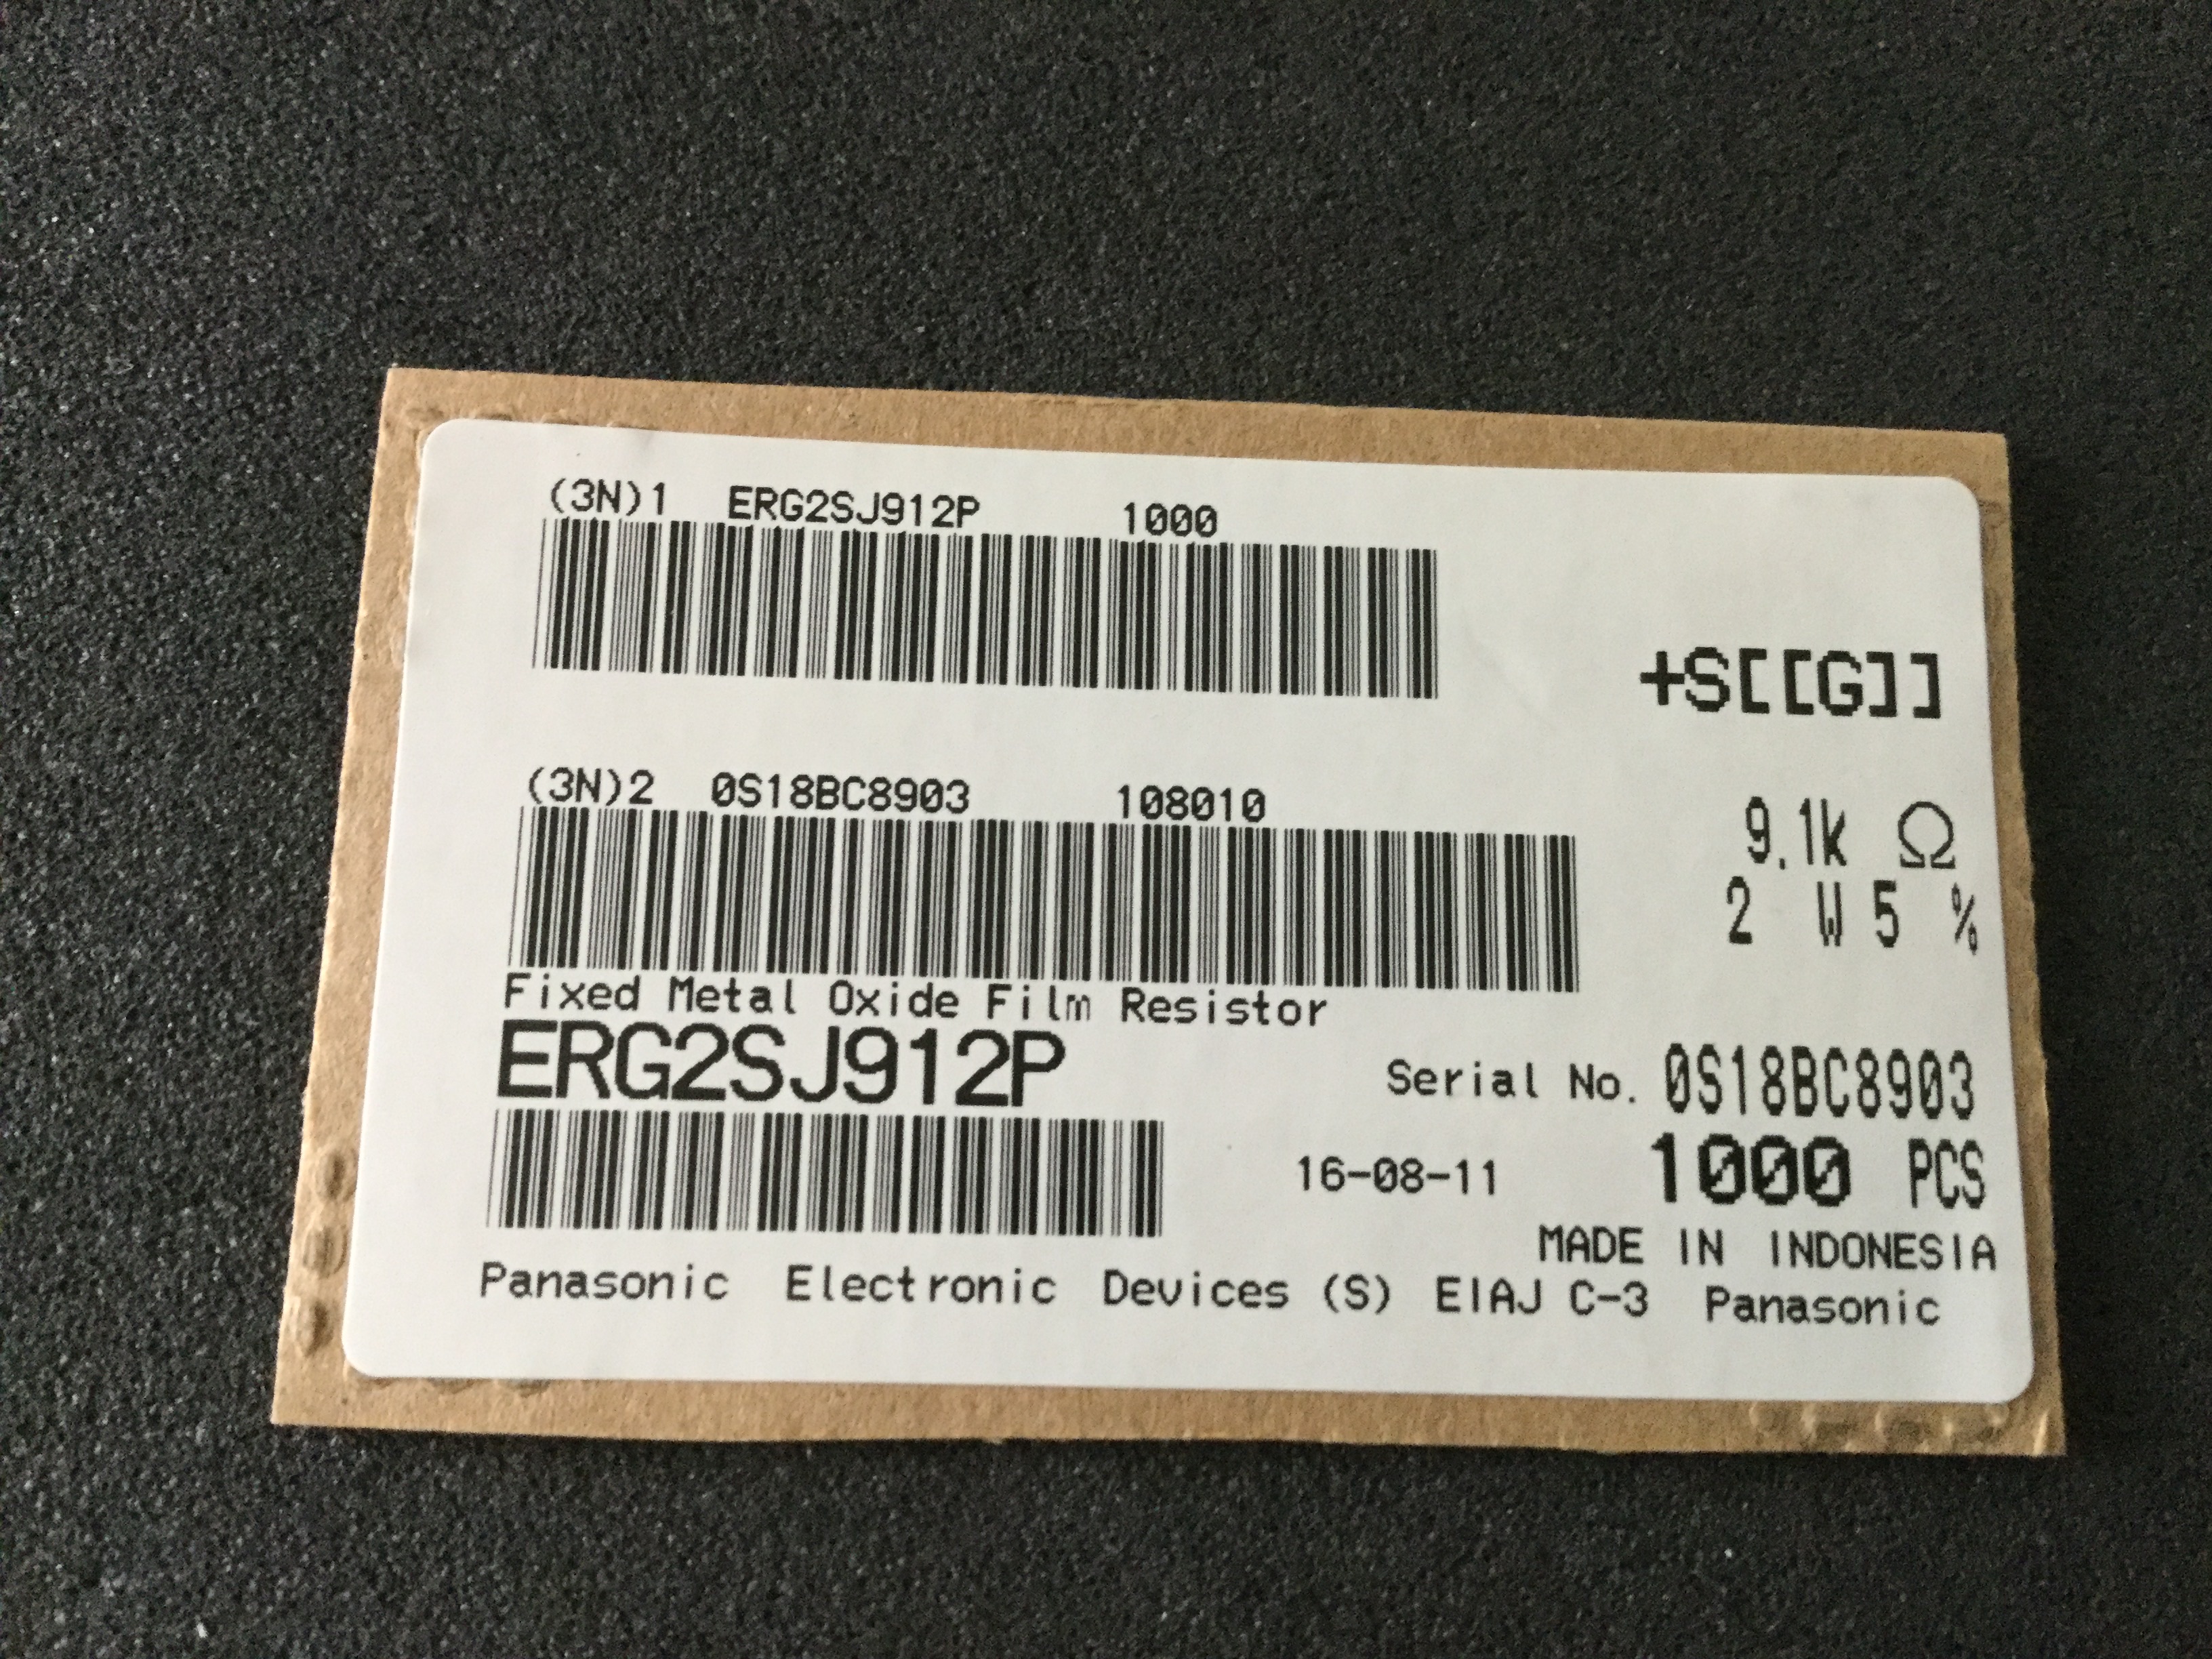 (3N)1 ERG2SJ912P 1000
+S[[G]]
(3N)2 0S18BC8903 108010
9.1k Ω
2 W 5 %
Fixed Metal Oxide Film Resistor
ERG2SJ912P
Serial No. 0S18BC8903
16-08-11 1000 PCS
MADE IN INDONESIA
Panasonic Electronic Devices (S) EIAJ C-3 Panasonic